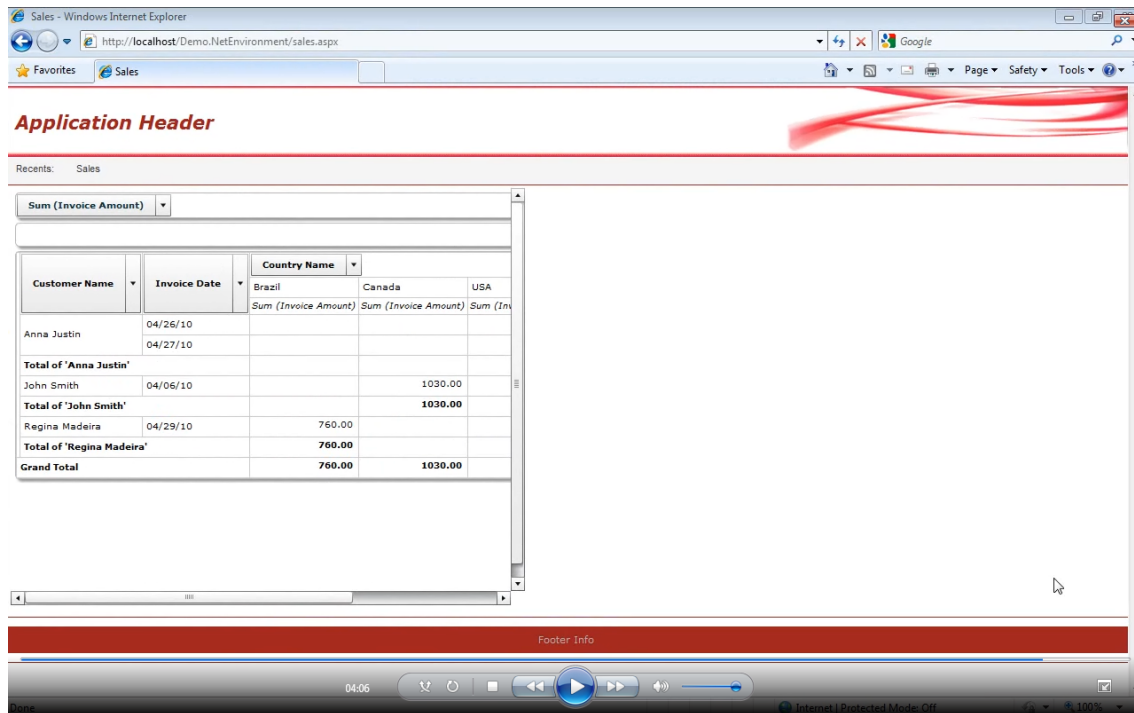 Sales - Windows Internet Explorer
http://localhost/Demo.NetEnvironment/sales.aspx
Google
Favorites Sales
Page Safety Tools
Application Header
Recents: Sales
Sum (Invoice Amount)
Country Name
Customer Name Invoice Date
Brazil Canada USA
Sum (Invoice Amount) Sum (Invoice Amount) Sum (Inv
Anna Justin
04/26/10
04/27/10
Total of 'Anna Justin'
John Smith 04/06/10 1030.00
Total of 'John Smith' 1030.00
Regina Madeira 04/29/10 760.00
Total of 'Regina Madeira' 760.00
Grand Total 760.00 1030.00
Footer Info
04:06
Done Internet | Protected Mode: Off 100%